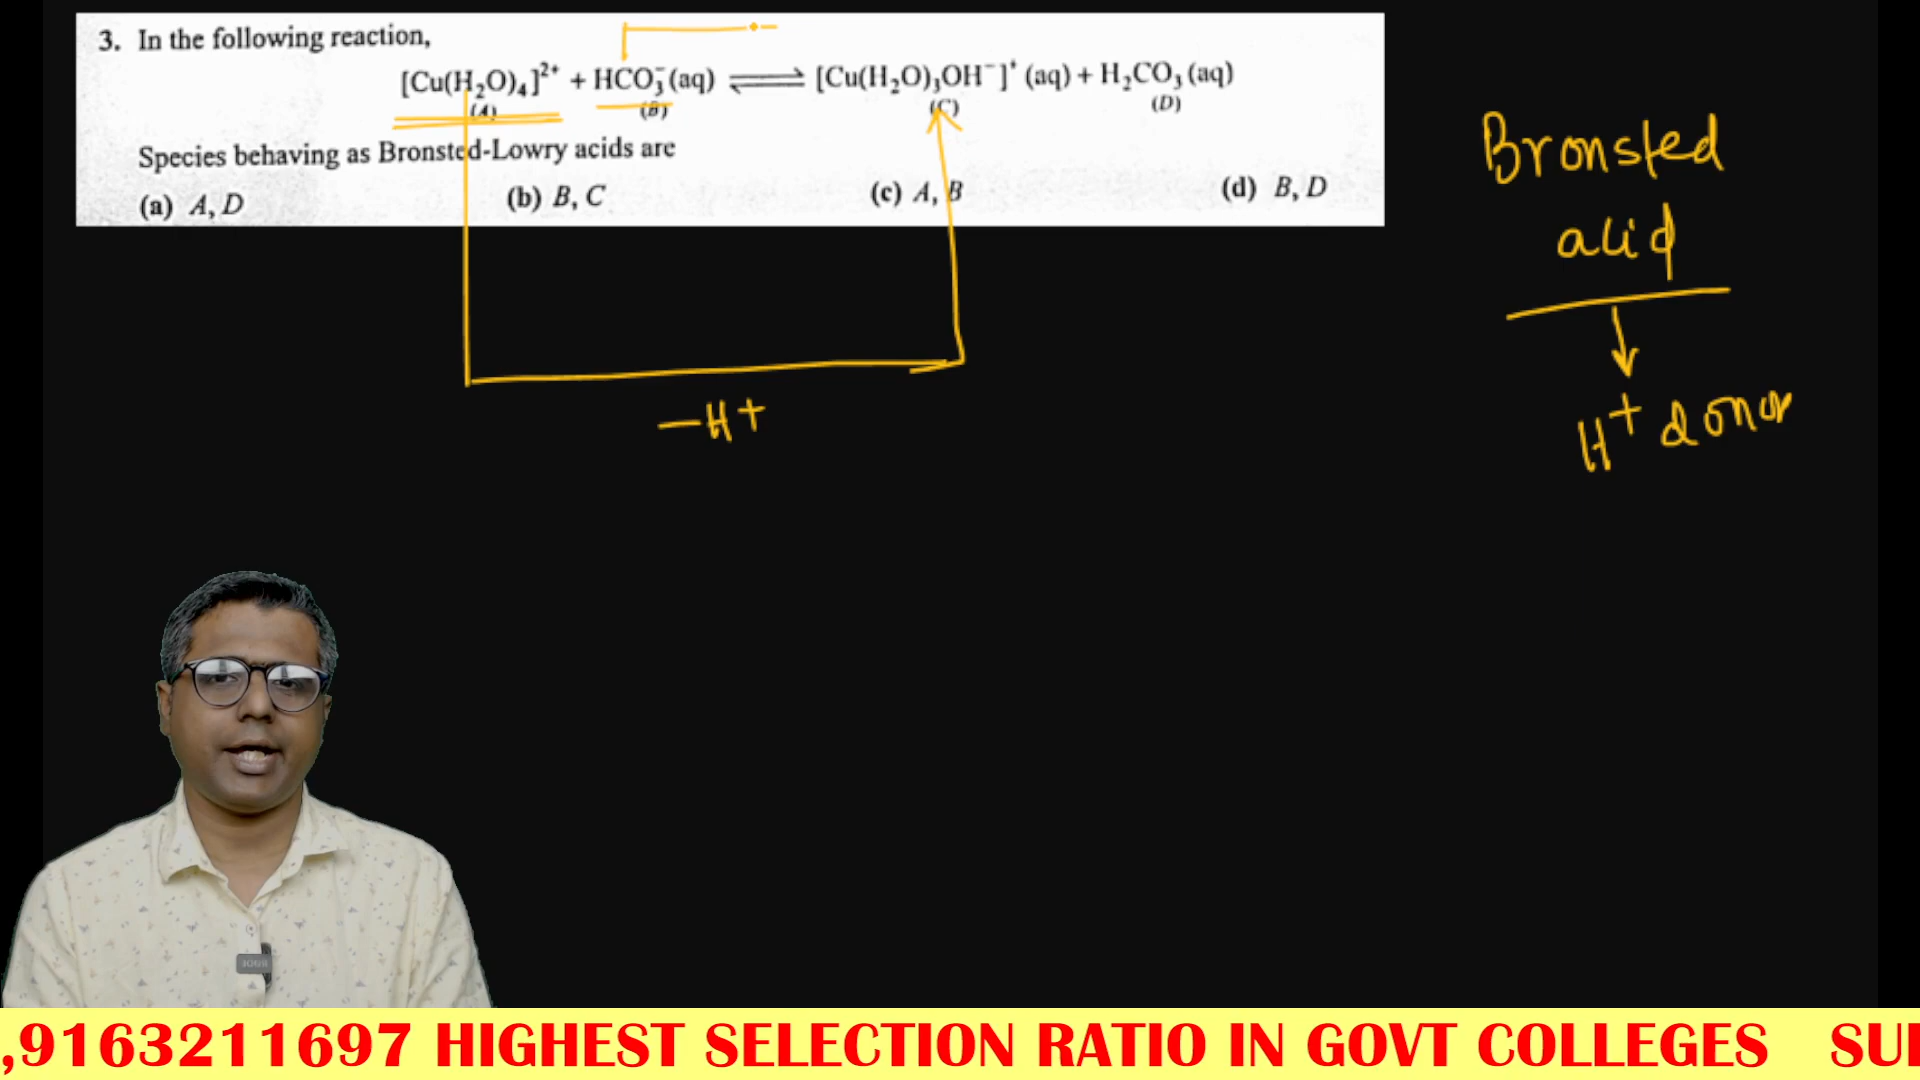 3. In the following reaction,
[Cu(H₂O)₄]²⁺ + HCO₃⁻(aq) ⇌ [Cu(H₂O)₃OH⁻]⁺ (aq) + H₂CO₃(aq)
(A) (B) (C) (D)
Species behaving as Bronsted-Lowry acids are
(a) A, D (b) B, C (c) A, B (d) B, D
Bronsted
acid
H+ donor
-H+
,9163211697 HIGHEST SELECTION RATIO IN GOVT COLLEGES